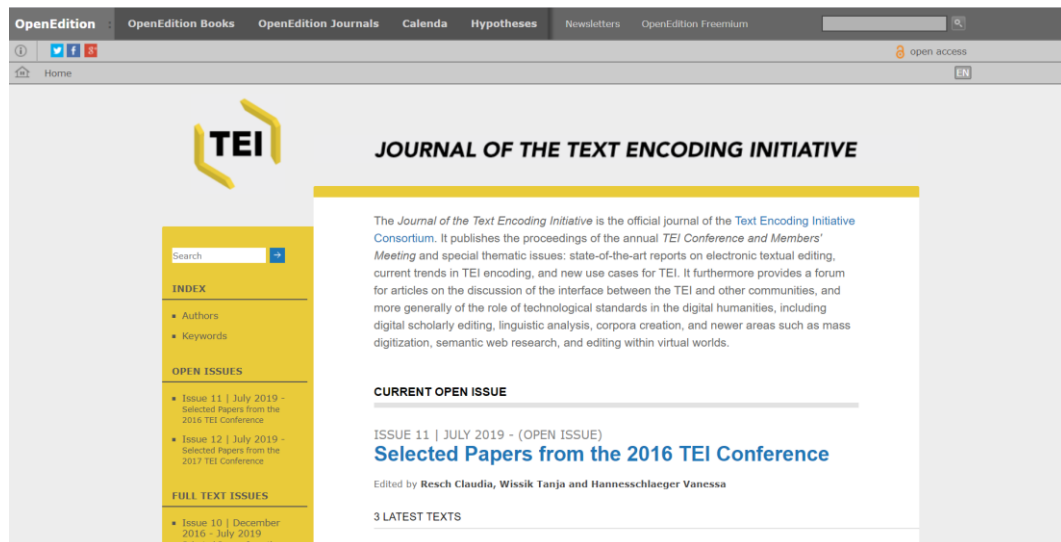 OpenEdition : OpenEdition Books OpenEdition Journals Calenda Hypotheses Newsletters OpenEdition Freemium
open access
Home EN
TEI
JOURNAL OF THE TEXT ENCODING INITIATIVE
Search
INDEX
Authors
Keywords
OPEN ISSUES
Issue 11 | July 2019 -
Selected Papers from the
2016 TEI Conference
Issue 12 | July 2019 -
Selected Papers from the
2017 TEI Conference
FULL TEXT ISSUES
Issue 10 | December
2016 - July 2019
The Journal of the Text Encoding Initiative is the official journal of the Text Encoding Initiative
Consortium. It publishes the proceedings of the annual TEI Conference and Members'
Meeting and special thematic issues: state-of-the-art reports on electronic textual editing,
current trends in TEI encoding, and new use cases for TEI. It furthermore provides a forum
for articles on the discussion of the interface between the TEI and other communities, and
more generally of the role of technological standards in the digital humanities, including
digital scholarly editing, linguistic analysis, corpora creation, and newer areas such as mass
digitization, semantic web research, and editing within virtual worlds.
CURRENT OPEN ISSUE
ISSUE 11 | JULY 2019 - (OPEN ISSUE)
Selected Papers from the 2016 TEI Conference
Edited by Resch Claudia, Wissik Tanja and Hannesschlaeger Vanessa
3 LATEST TEXTS